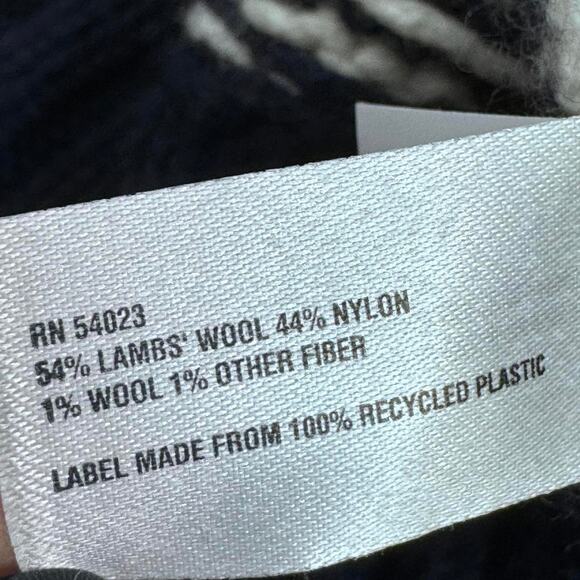 RN 54023
54% LAMBS' WOOL 44% NYLON
1% WOOL 1% OTHER FIBER
LABEL MADE FROM 100% RECYCLED PLASTIC